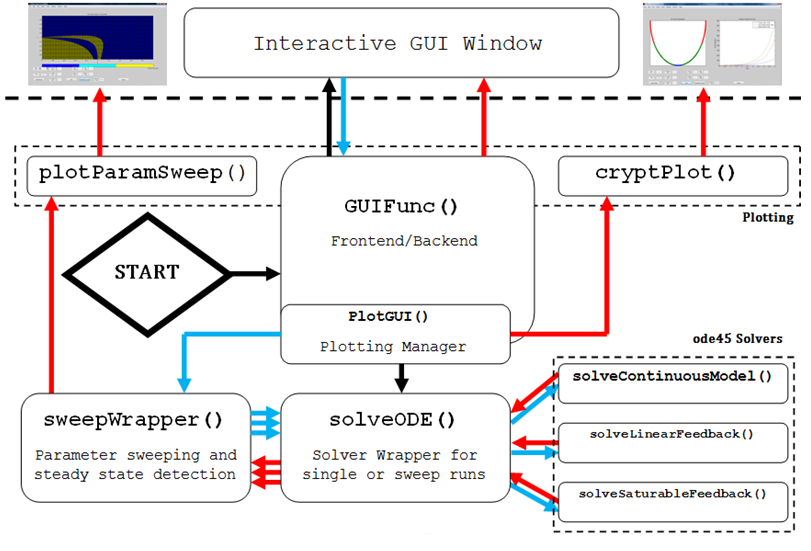 Interactive GUI Window
plotParamSweep()
cryptPlot()
GUIFunc()
Frontend/Backend
Plotting
START
PlotGUI()
Plotting Manager
ode45 Solvers
solveContinuousModel()
sweepWrapper()
Parameter sweeping and
steady state detection
solveODE()
Solver Wrapper for
single or sweep runs
solveLinearFeedback()
solveSaturableFeedback()